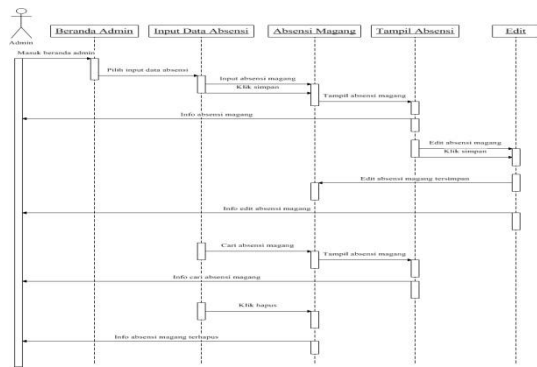 Beranda Admin
Input Data Absensi
Absensi Magang
Tampil Absensi
Edit
Admin
Masuk beranda admin
Pilih input data absensi
Input absensi magang
Klik simpan
Tampil absensi magang
Info absensi magang
Edit absensi magang
Klik simpan
Edit absensi magang tersimpan
Info edit absensi magang
Cari absensi magang
Tampil absensi magang
Info cari absensi magang
Klik hapus
Info absensi magang terhapus